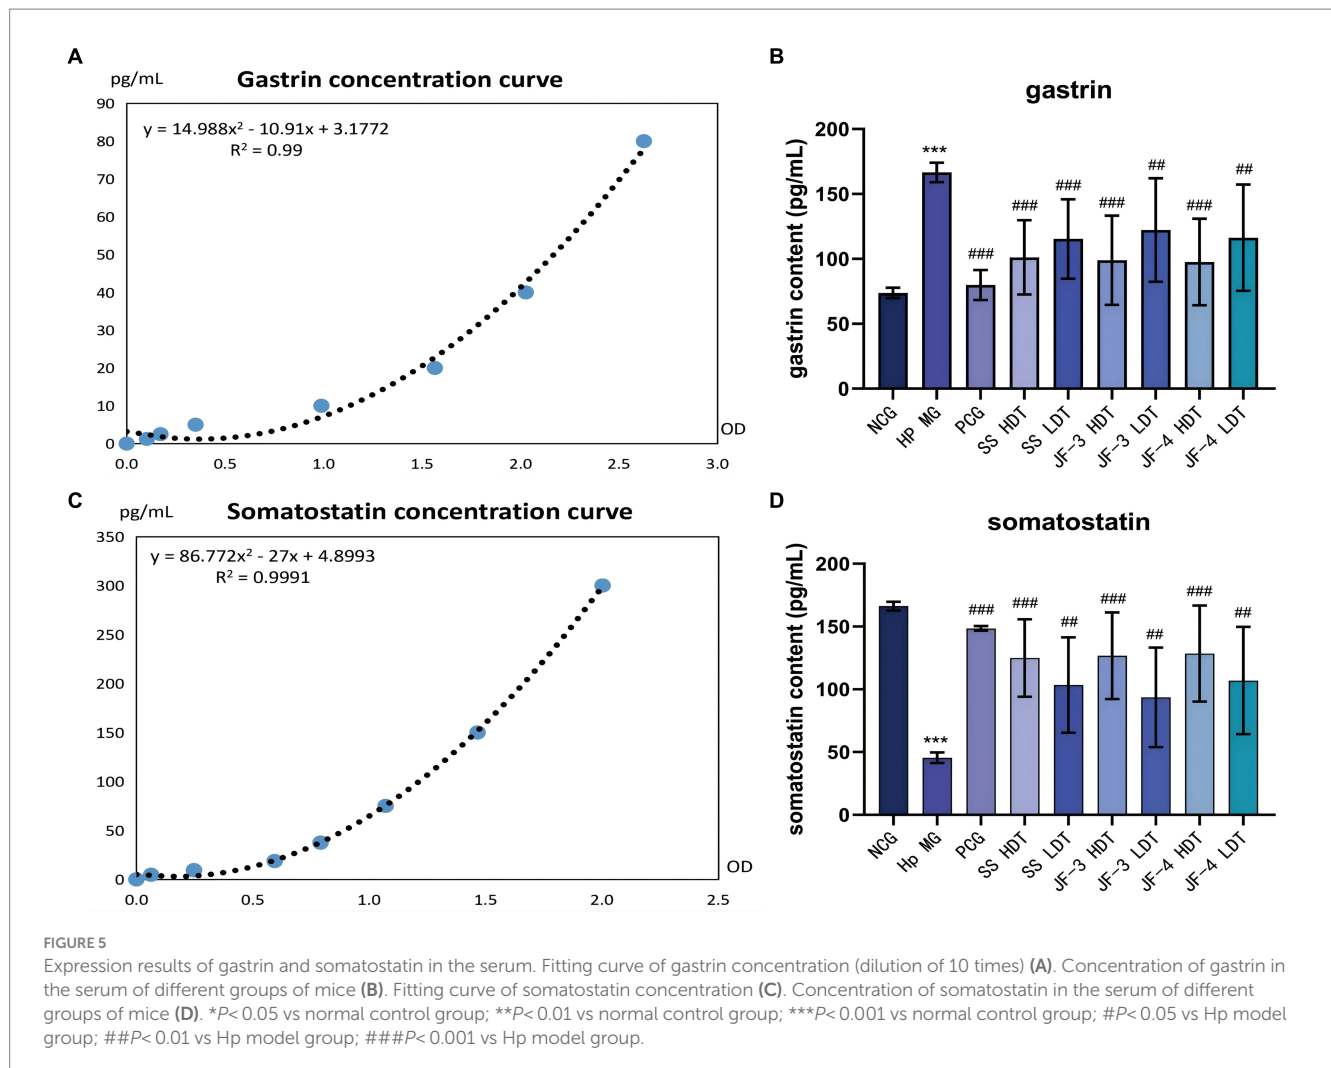 A
pg/mL
Gastrin concentration curve
90
80
70
60
50
40
30
20
10
0
y = 14.988x² - 10.91x + 3.1772
R² = 0.99
OD
0.0 0.5 1.0 1.5 2.0 2.5 3.0
B
gastrin
gastrin content (pg/mL)
200
150
100
50
0
*** ### ### ### ### ## ### ##
NCG HP MG PCG SS HDT SS LDT JF-3 HDT JF-3 LDT JF-4 HDT JF-4 LDT
C
pg/mL
Somatostatin concentration curve
350
300
250
200
150
100
50
0
y = 86.772x² - 27x + 4.8993
R² = 0.9991
OD
0.0 0.5 1.0 1.5 2.0 2.5
D
somatostatin
somatostatin content (pg/mL)
200
150
100
50
0
*** ### ### ## ### ## ### ##
NCG Hp MG PCG SS HDT SS LDT JF-3 HDT JF-3 LDT JF-4 HDT JF-4 LDT
FIGURE 5
Expression results of gastrin and somatostatin in the serum. Fitting curve of gastrin concentration (dilution of 10 times) (A). Concentration of gastrin in
the serum of different groups of mice (B). Fitting curve of somatostatin concentration (C). Concentration of somatostatin in the serum of different
groups of mice (D). *P< 0.05 vs normal control group; **P< 0.01 vs normal control group; ***P< 0.001 vs normal control group; #P< 0.05 vs Hp model
group; ##P< 0.01 vs Hp model group; ###P< 0.001 vs Hp model group.